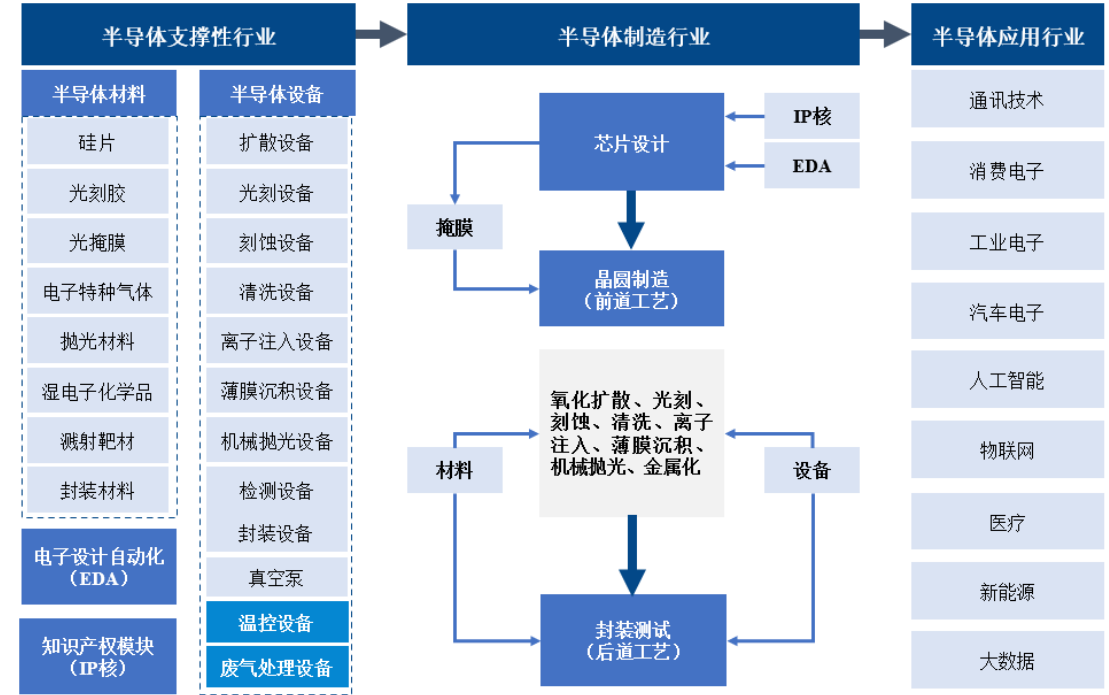 半导体支撑性行业
半导体制造行业
半导体应用行业
半导体材料
硅片
光刻胶
光掩膜
电子特种气体
抛光材料
湿电子化学品
溅射靶材
封装材料
电子设计自动化
（EDA）
知识产权模块
（IP核）
半导体设备
扩散设备
光刻设备
刻蚀设备
清洗设备
离子注入设备
薄膜沉积设备
机械抛光设备
检测设备
封装设备
真空泵
温控设备
废气处理设备
芯片设计
IP核
EDA
掩膜
晶圆制造
（前道工艺）
氧化扩散、光刻、
刻蚀、清洗、离子
注入、薄膜沉积、
机械抛光、金属化
材料
设备
封装测试
（后道工艺）
通讯技术
消费电子
工业电子
汽车电子
人工智能
物联网
医疗
新能源
大数据